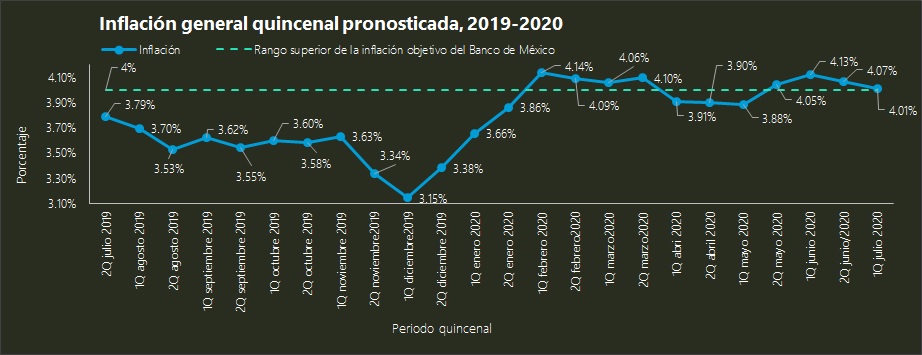 Inflación general quincenal pronosticada, 2019-2020
Inflación
Rango superior de la inflación objetivo del Banco de México
Porcentaje
4.10%
3.90%
3.70%
3.50%
3.30%
3.10%
4%
3.79%
3.70%
3.53%
3.62%
3.55%
3.60%
3.58%
3.63%
3.34%
3.15%
3.38%
3.66%
3.86%
4.14%
4.09%
4.06%
4.10%
3.91%
3.90%
3.88%
4.05%
4.13%
4.07%
4.01%
2Q julio 2019
1Q agosto 2019
2Q agosto 2019
1Q septiembre 2019
2Q septiembre 2019
1Q octubre 2019
2Q octubre 2019
1Q noviembre2019
2Q noviembre2019
1Q diciembre2019
2Q diciembre 2019
1Q enero 2020
2Q enero 2020
1Q febrero 2020
2Q febrero2020
1Q marzo2020
2Q marzo 2020
1Q abri 2020
2Q abril 2020
1Q mayo 2020
2Q mayo 2020
1Q junio 2020
2Q junio/2020
1Q julio 2020
Periodo quincenal